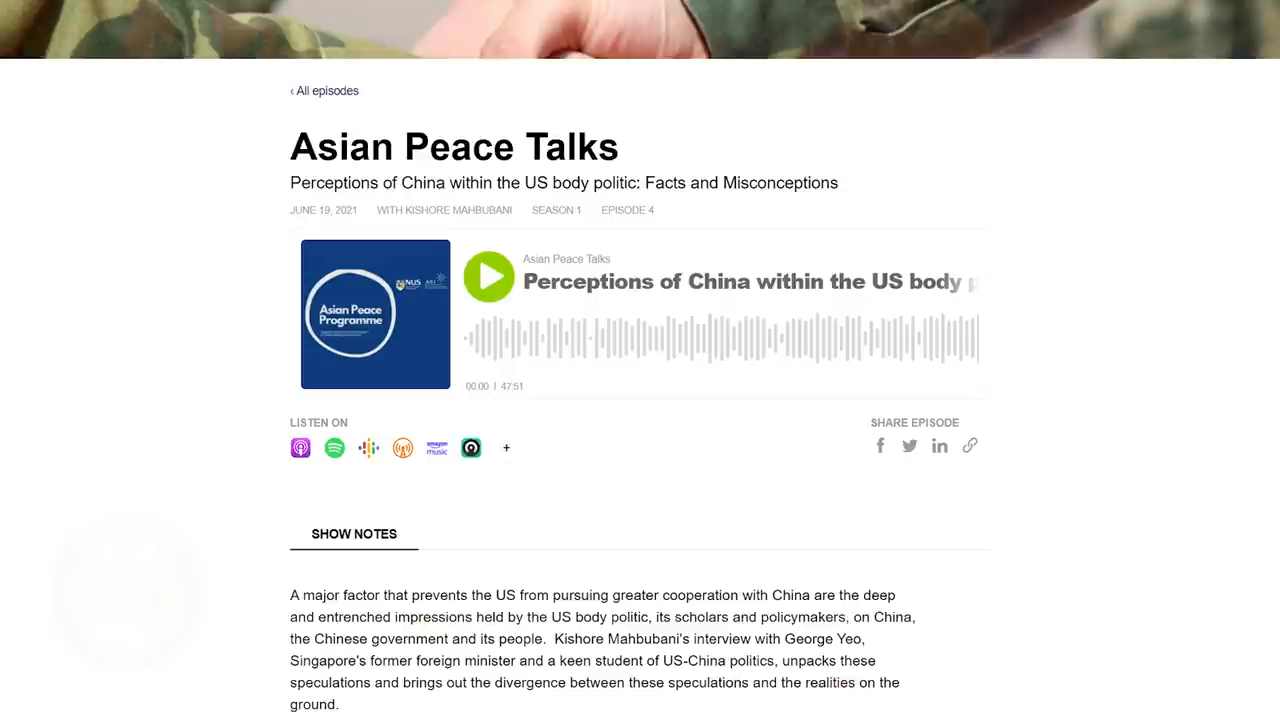 ‹ All episodes
Asian Peace Talks
Perceptions of China within the US body politic: Facts and Misconceptions
JUNE 19, 2021 WITH KISHORE MAHBUBANI SEASON 1 EPISODE 4
NUS
Asian Peace
Programme
Asian Peace Talks
Perceptions of China within the US body
00:00 | 47:51
LISTEN ON
SHARE EPISODE
amazon
music
+
SHOW NOTES
A major factor that prevents the US from pursuing greater cooperation with China are the deep
and entrenched impressions held by the US body politic, its scholars and policymakers, on China,
the Chinese government and its people. Kishore Mahbubani's interview with George Yeo,
Singapore's former foreign minister and a keen student of US-China politics, unpacks these
speculations and brings out the divergence between these speculations and the realities on the
ground.